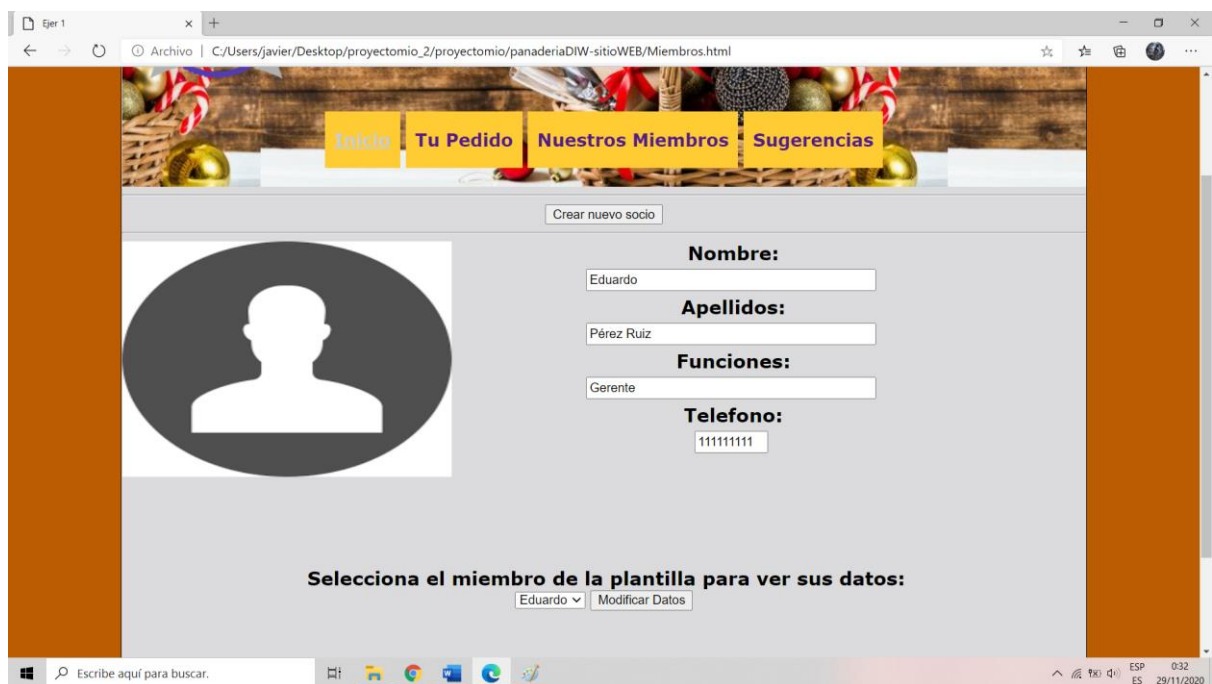 Ejer 1
Archivo | C:/Users/javier/Desktop/proyectomio_2/proyectomio/panaderiaDIW-sitioWEB/Miembros.html
Inicio Tu Pedido Nuestros Miembros Sugerencias
Crear nuevo socio
Nombre:
Eduardo
Apellidos:
Pérez Ruiz
Funciones:
Gerente
Telefono:
111111111
Selecciona el miembro de la plantilla para ver sus datos:
Eduardo Modificar Datos
Escribe aquí para buscar.
ESP 0:32
ES 29/11/2020